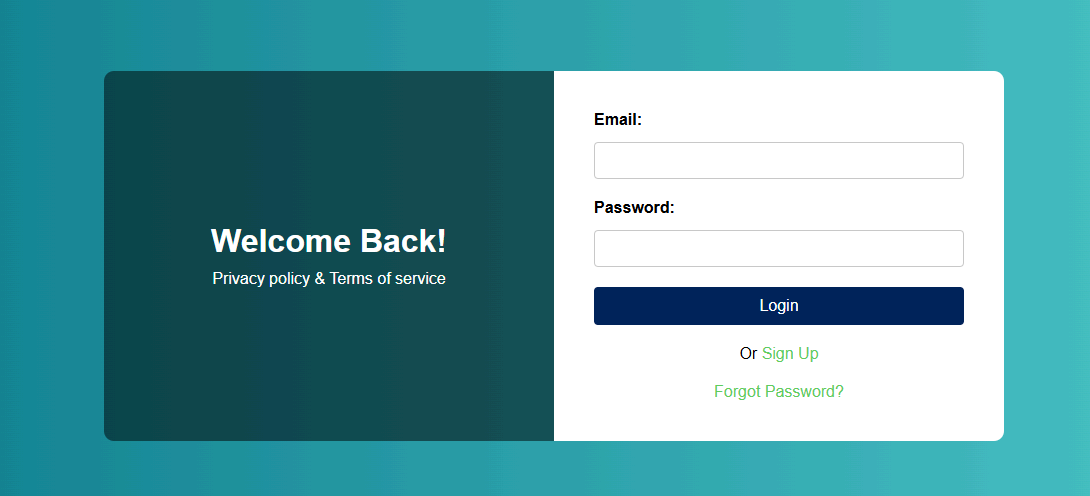 Welcome Back!
Privacy policy & Terms of service
Email:
Password:
Login
Or Sign Up
Forgot Password?